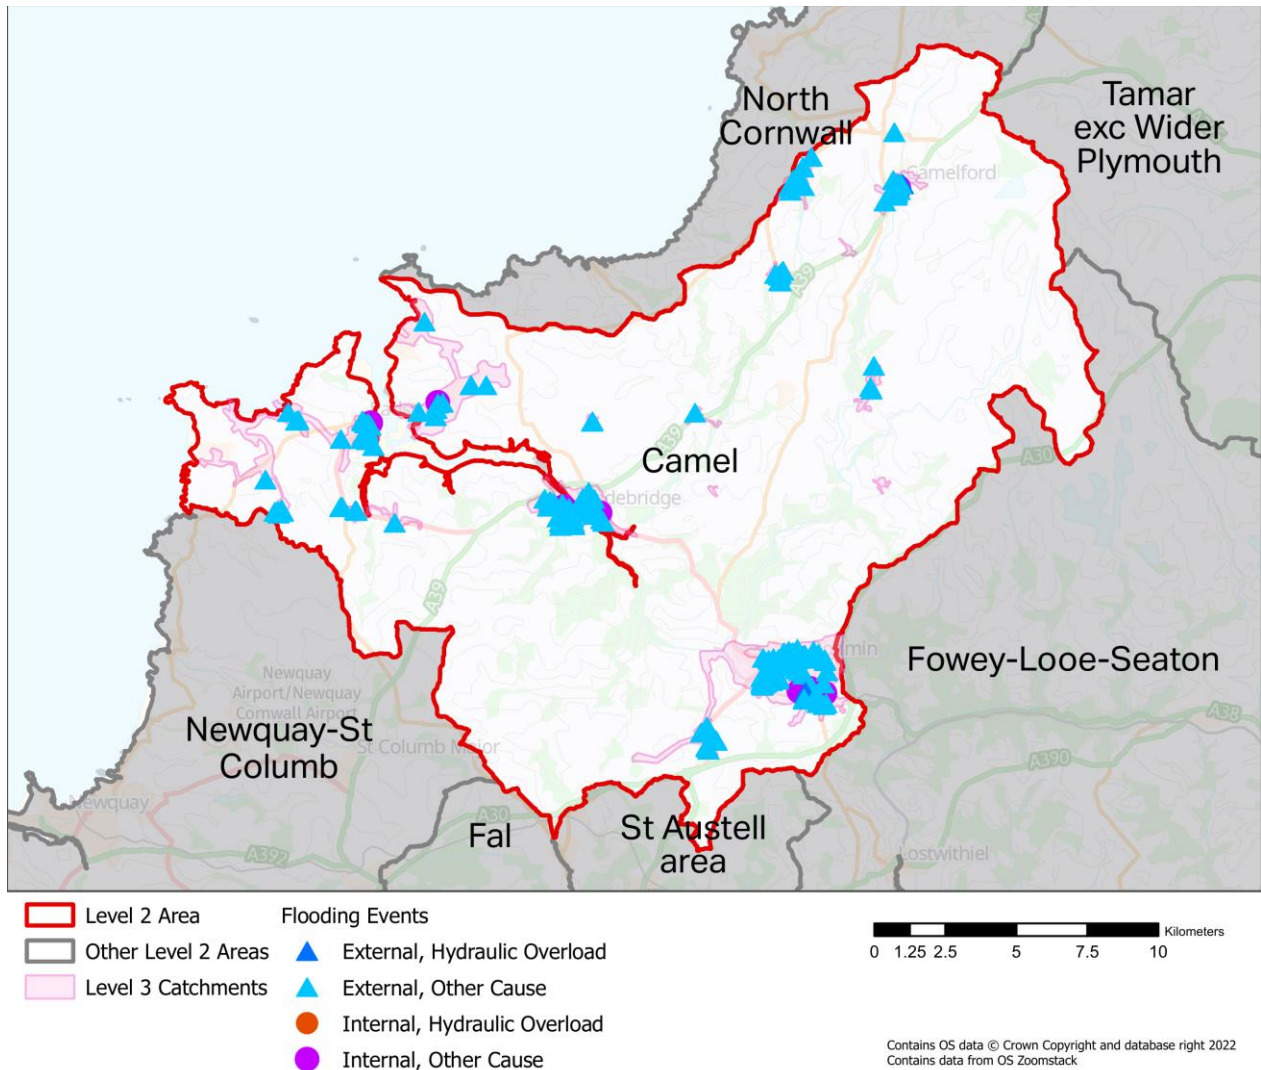 North
Cornwall
Tamar
exc Wider
Plymouth
Camelford
A39
A30
A39
Camel
debridge
A39
min
Fowey-Looe-Seaton
Newquay
Airport/Newquay
Cornwall Airport
Newquay-St
Columb
St Columb Major
A38
A390
Newquay
A30
Fal
St Austell
area
A392
Lostwithiel
Level 2 Area
Other Level 2 Areas
Level 3 Catchments
Flooding Events
External, Hydraulic Overload
External, Other Cause
Internal, Hydraulic Overload
Internal, Other Cause
Kilometers
0 1.25 2.5 5 7.5 10
Contains OS data © Crown Copyright and database right 2022
Contains data from OS Zoomstack